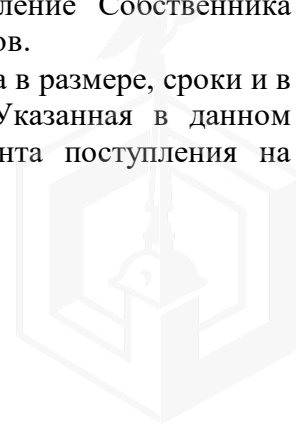 ление Собственника
ов.
а в размере, сроки и в
Указанная в данном
нта поступления на